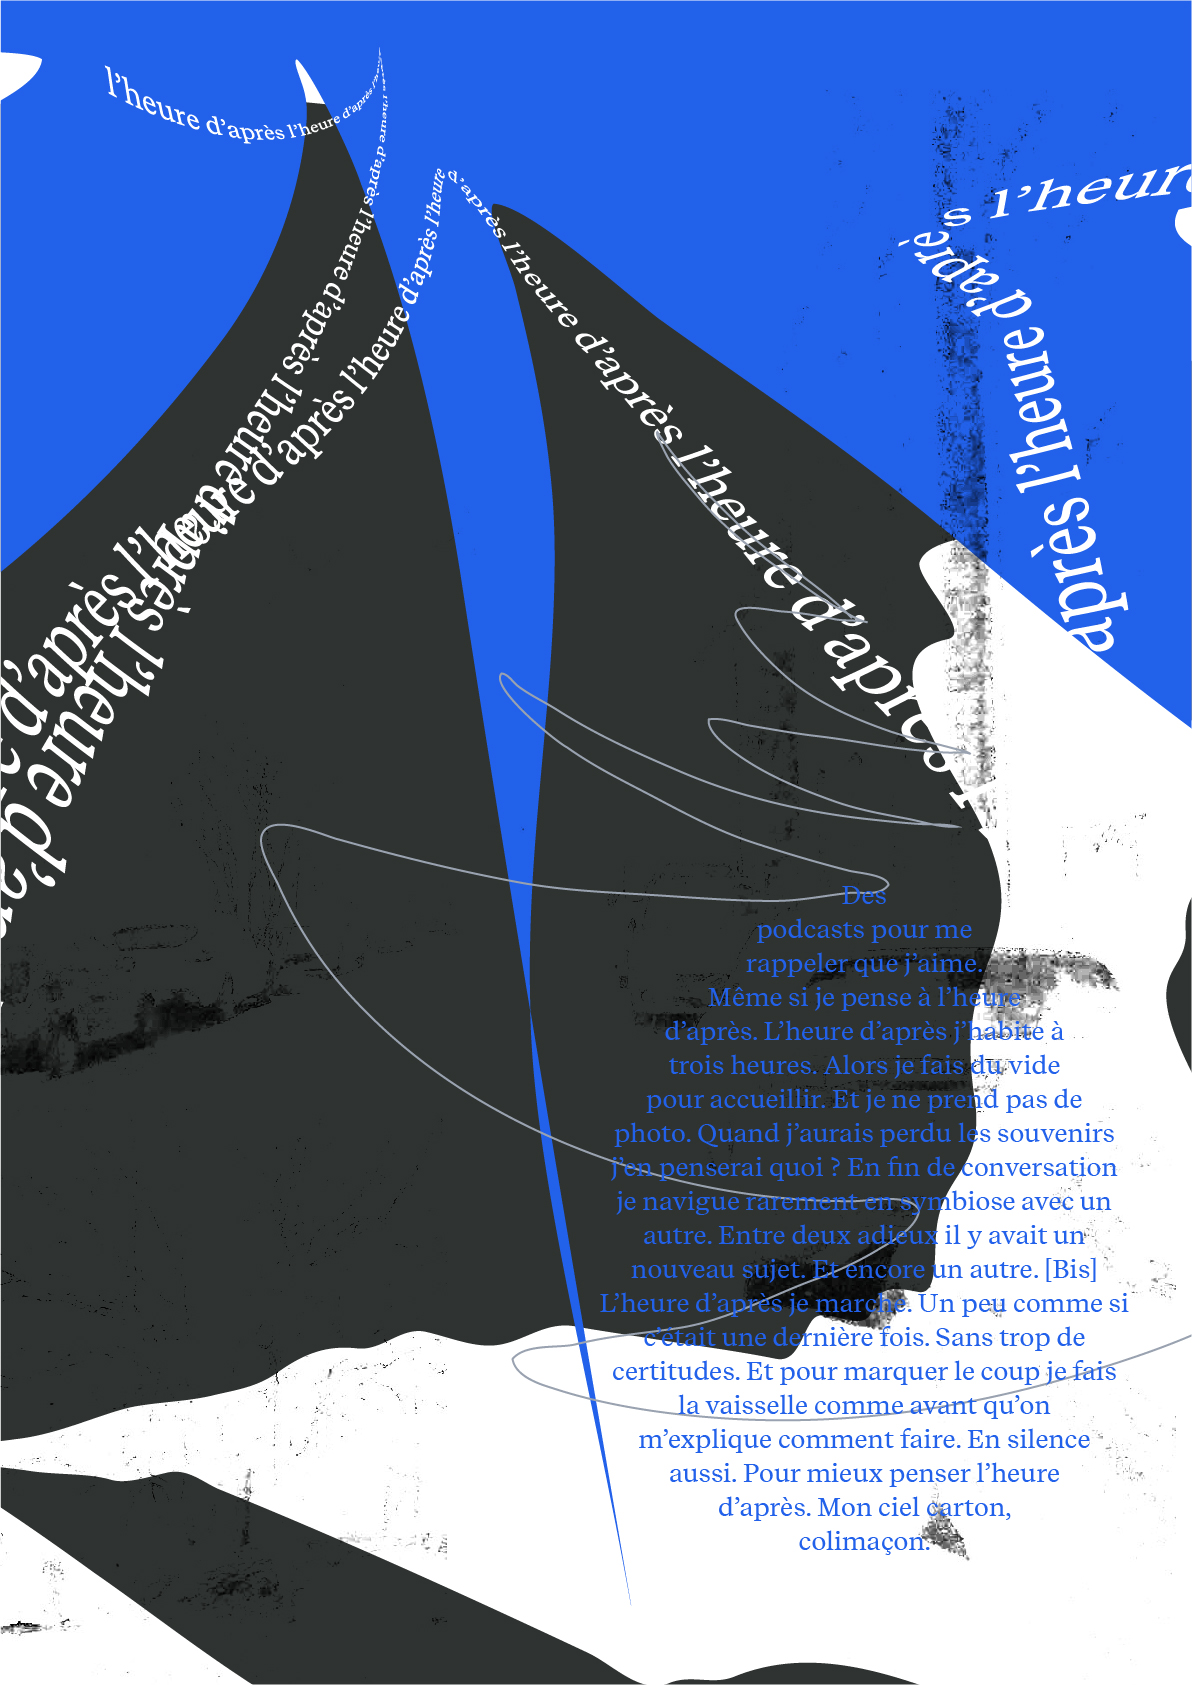 l’heure d’après l’heure d’après l’heure d’après l’heure d’après l’heure d’après l’heure d’
d’après l’heure d’après l’heure d’après l’heure
d’après l’heure d’après l’heure d’après l’
après l’heure d’après l’heure
Des
podcasts pour me
rappeler que j’aime.
Même si je pense à l’heure
d’après. L’heure d’après j’habite à
trois heures. Alors je fais du vide
pour accueillir. Et je ne prend pas de
photo. Quand j’aurais perdu les souvenirs
j’en penserai quoi ? En fin de conversation
je navigue rarement en symbiose avec un
autre. Entre deux adieux il y avait un
nouveau sujet. Et encore un autre. [Bis]
L’heure d’après je marche. Un peu comme si
c’était une dernière fois. Sans trop de
certitudes. Et pour marquer le coup je fais
la vaisselle comme avant qu’on
m’explique comment faire. En silence
aussi. Pour mieux penser l’heure
d’après. Mon ciel carton,
colimaçon.